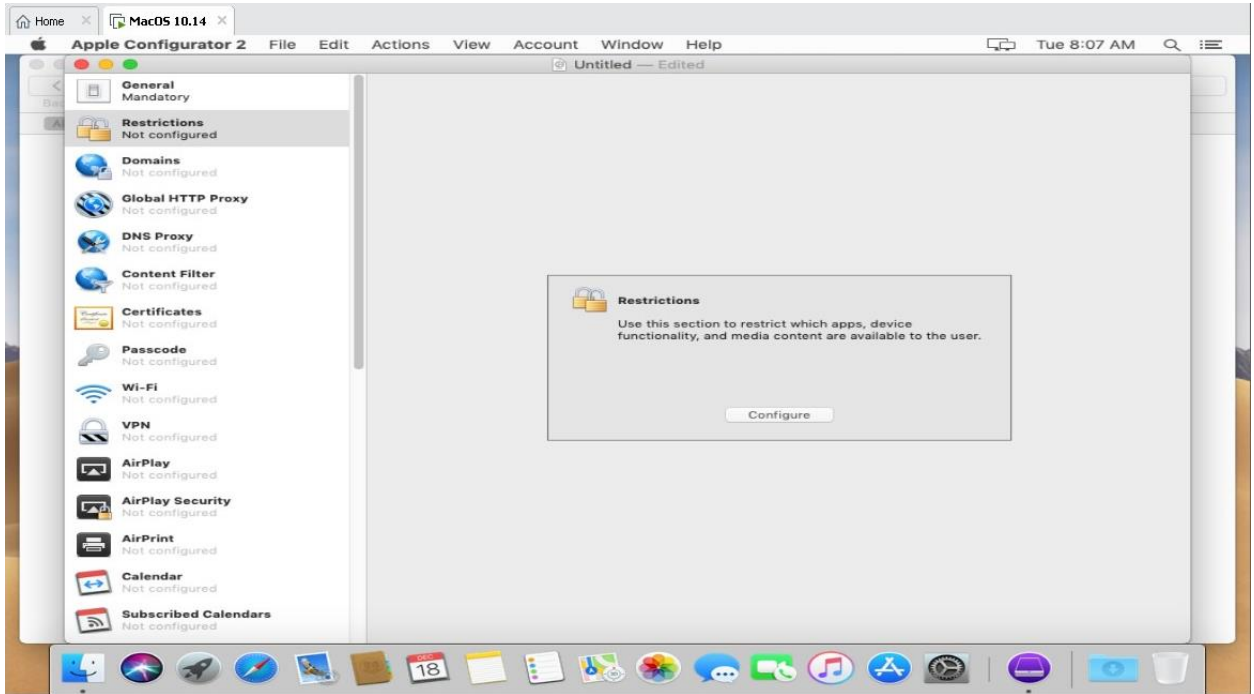 Home
MacOS 10.14
Apple Configurator 2 File Edit Actions View Account Window Help Tue 8:07 AM
Untitled — Edited
General
Mandatory
Restrictions
Not configured
Domains
Not configured
Global HTTP Proxy
Not configured
DNS Proxy
Not configured
Content Filter
Not configured
Certificates
Not configured
Passcode
Not configured
Wi-Fi
Not configured
VPN
Not configured
AirPlay
Not configured
AirPlay Security
Not configured
AirPrint
Not configured
Calendar
Not configured
Subscribed Calendars
Not configured
Restrictions
Use this section to restrict which apps, device
functionality, and media content are available to the user.
Configure
DEC
18